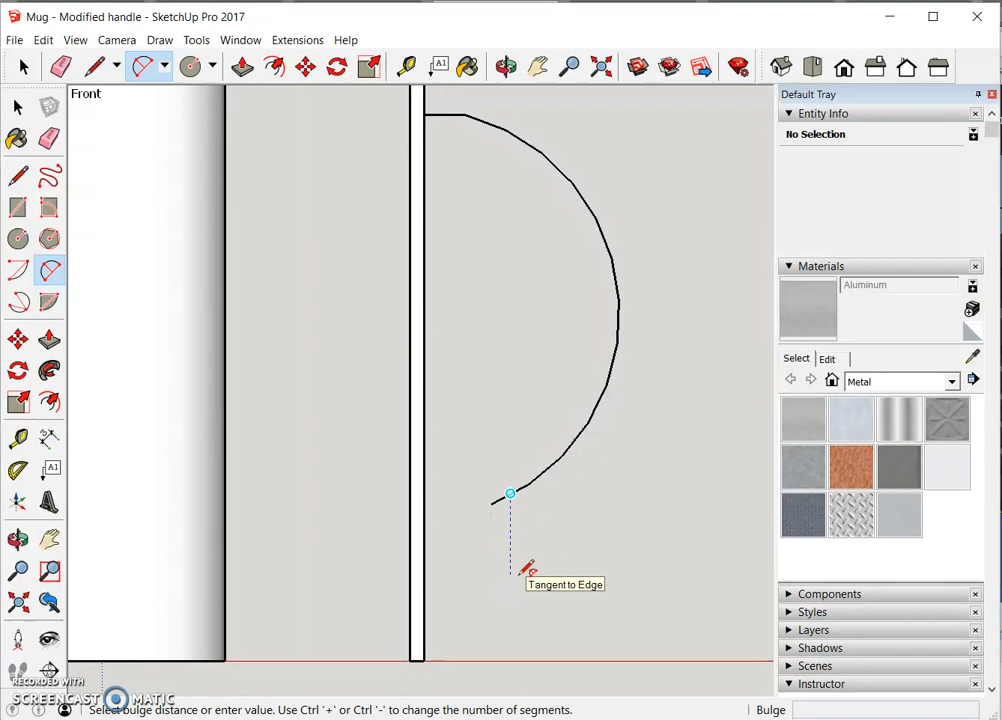 Mug - Modified handle - SketchUp Pro 2017
File Edit View Camera Draw Tools Window Extensions Help
A1
Front
Default Tray
Entity Info
No Selection
Materials
Aluminum
Select Edit
Metal
A1
Tangent to Edge
Components
Styles
Layers
Shadows
Scenes
Instructor
RECORDED WITH
SCREENCAST MATIC
Select bulge distance or enter value. Use Ctrl '+' or Ctrl '-' to change the number of segments.
Bulge